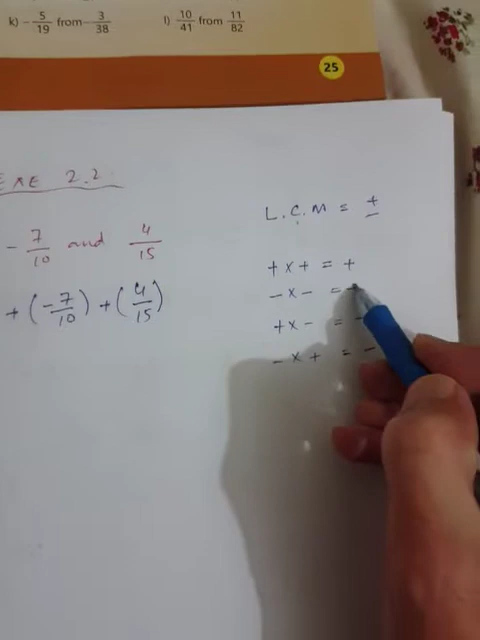 k) - 5/19 from - 3/38 l) 10/41 from 11/82
25
EXE 2.2
- 7/10 and 4/15
+ (- 7/10) + (4/15)
L.C.M = ±
+ x + = +
- x - = +
+ x - = -
- x + = -